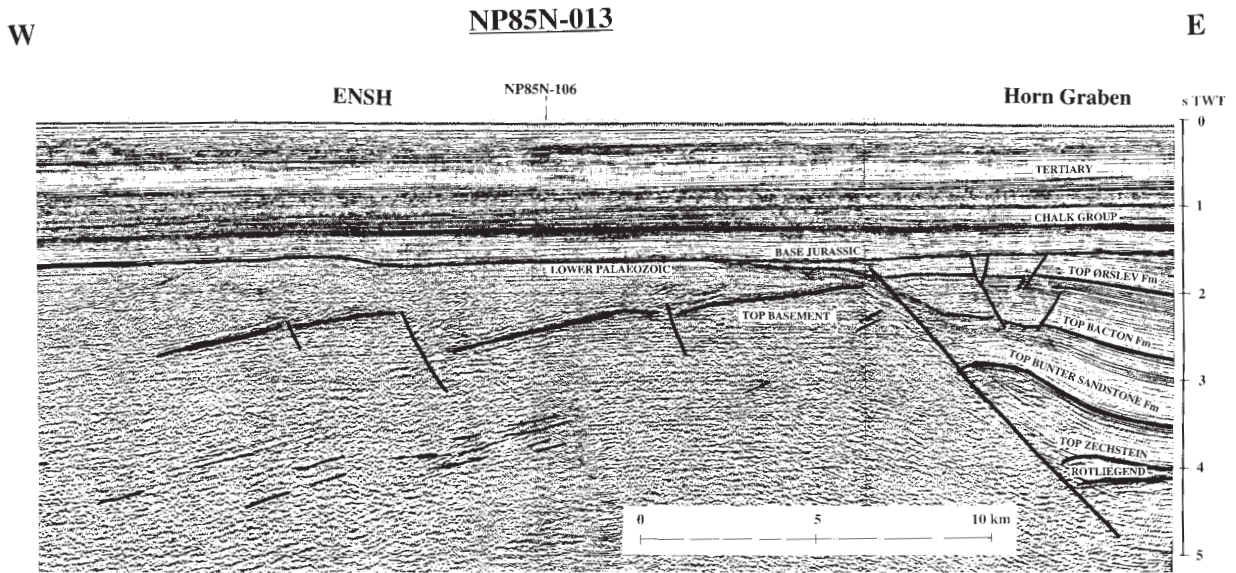 NP85N-013
W
E
ENSH
NP85N-106
Horn Graben
s TWT
0
TERTIARY
1
CHALK GROUP
BASE JURASSIC
LOWER PALAEOZOIC
TOP ØRSLEV Fm
2
TOP BASEMENT
TOP BACTON Fm
TOP BUNTER SANDSTONE Fm
3
TOP ZECHSTEIN
4
ROTLIEGEND
0
5
10 km
5